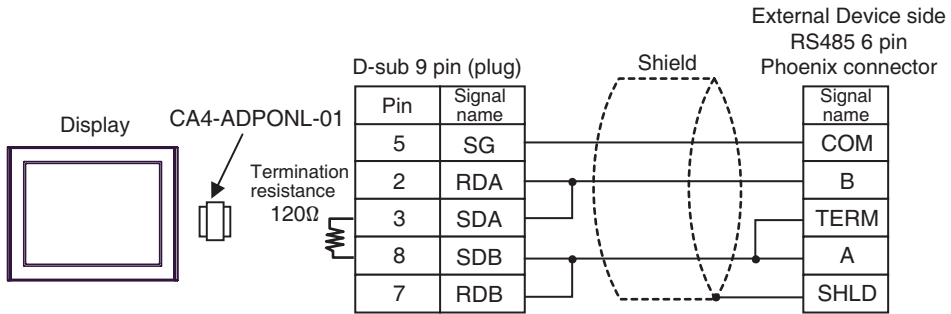 External Device side
RS485 6 pin
Phoenix connector
D-sub 9 pin (plug)
Shield
Display
CA4-ADPONL-01
Termination
resistance
120Ω
Pin Signal name
5 SG
2 RDA
3 SDA
8 SDB
7 RDB
Signal name
COM
B
TERM
A
SHLD